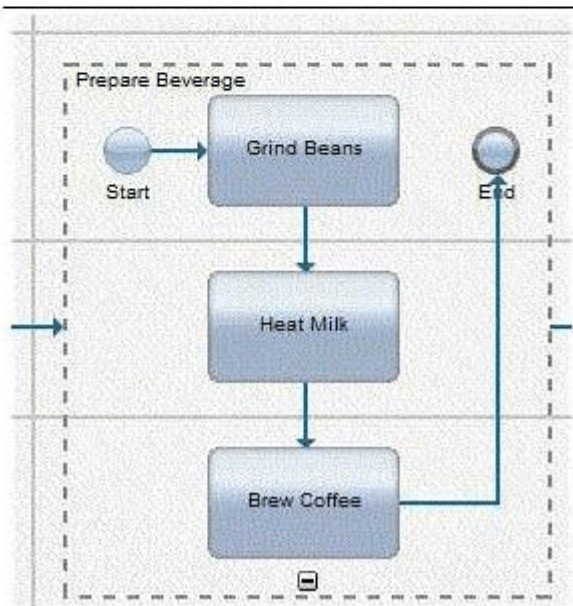 Prepare Beverage
Grind Beans
Start
End
Heat Milk
Brew Coffee